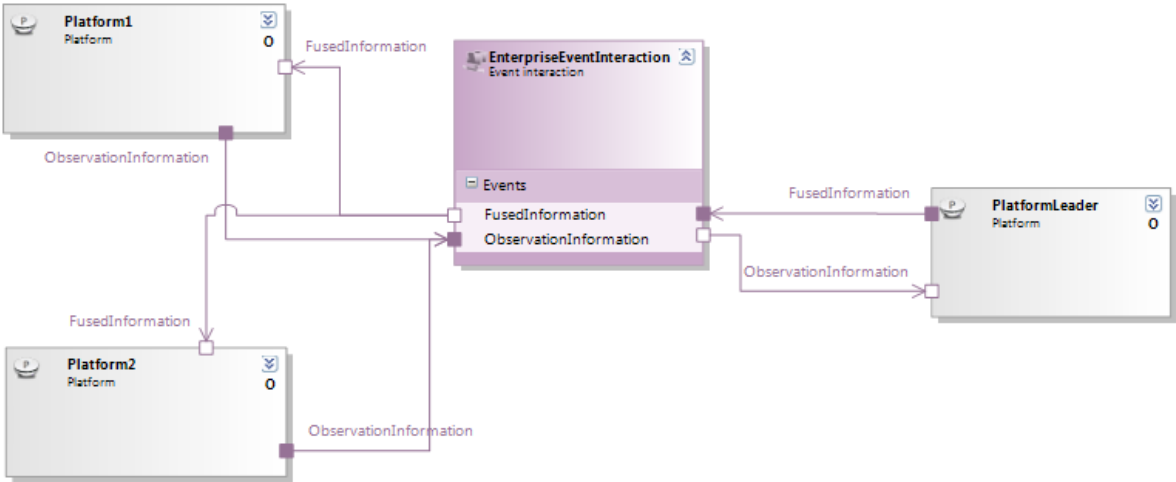 Platform1
Platform
O
P
FusedInformation
ObservationInformation
EnterpriseEventInteraction
Event interaction
Events
FusedInformation
ObservationInformation
FusedInformation
ObservationInformation
P
PlatformLeader
Platform
O
FusedInformation
P
Platform2
Platform
O
ObservationInformation